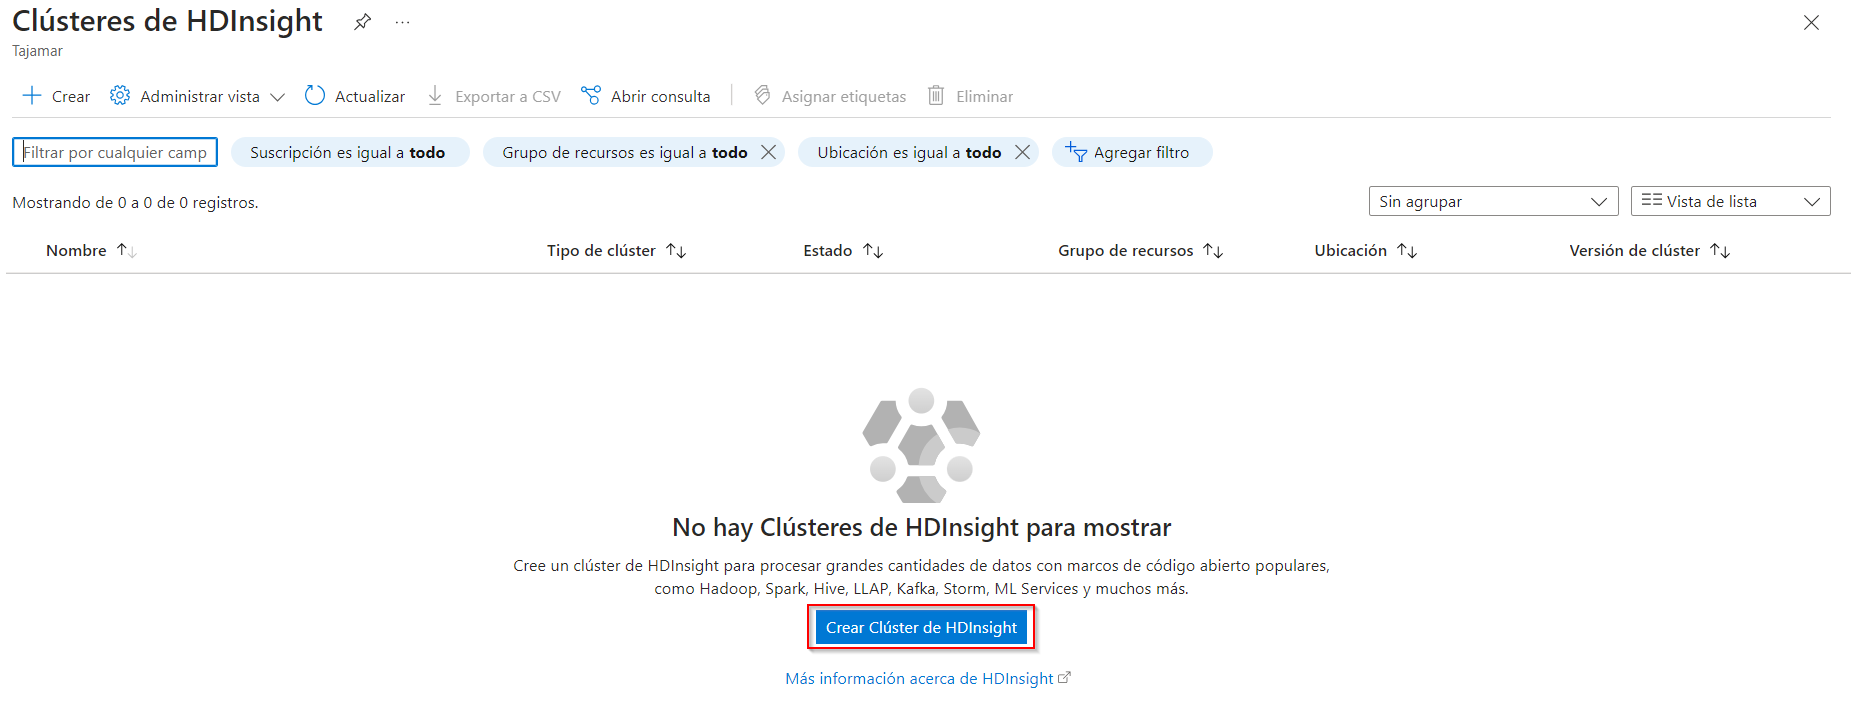 Clústeres de HDInsight
Tajamar
Crear Administrar vista Actualizar Exportar a CSV Abrir consulta Asignar etiquetas Eliminar
Filtrar por cualquier camp Suscripción es igual a todo Grupo de recursos es igual a todo Ubicación es igual a todo Agregar filtro
Mostrando de 0 a 0 de 0 registros. Sin agrupar Vista de lista
Nombre Tipo de clúster Estado Grupo de recursos Ubicación Versión de clúster
No hay Clústeres de HDInsight para mostrar
Cree un clúster de HDInsight para procesar grandes cantidades de datos con marcos de código abierto populares,
como Hadoop, Spark, Hive, LLAP, Kafka, Storm, ML Services y muchos más.
Crear Clúster de HDInsight
Más información acerca de HDInsight